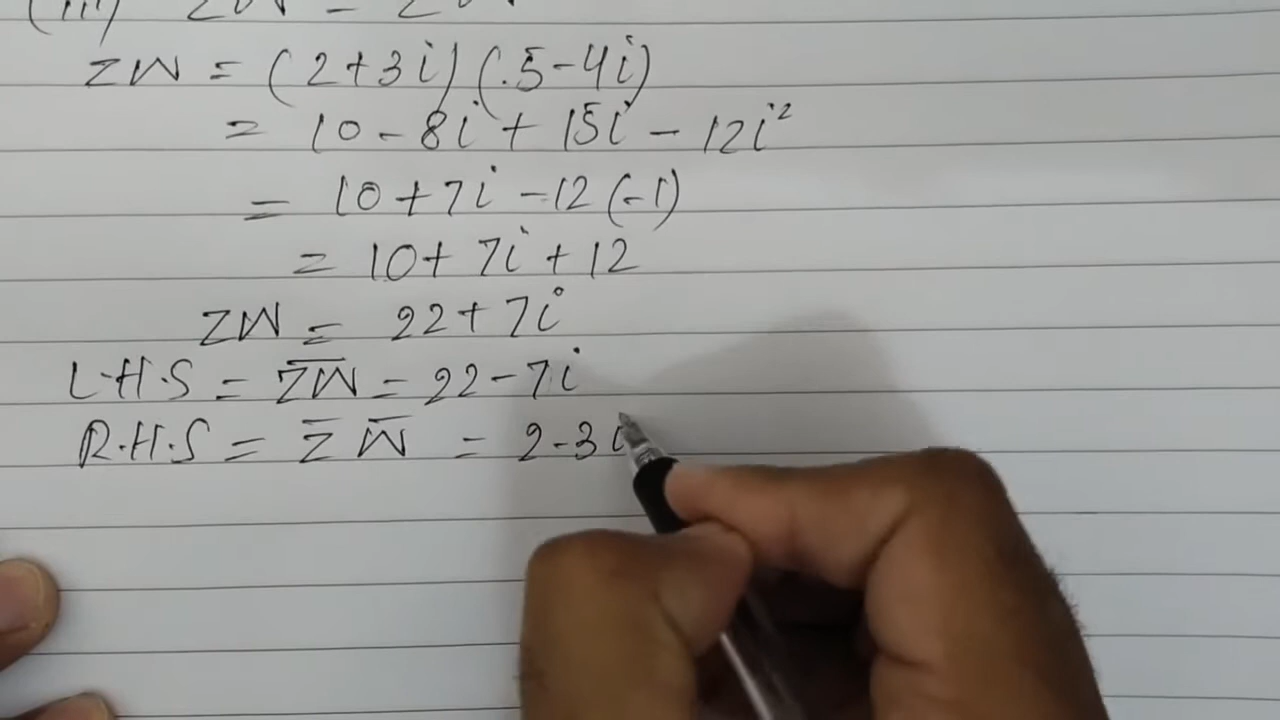 ZW = (2+3i)(.5-4i)
= 10 - 8i + 15i - 12i²
= 10 + 7i - 12(-1)
= 10 + 7i + 12
ZW = 22 + 7i
L.H.S = Z̅W̅ = 22 - 7i
R.H.S = Z̅ W̅ = 2-3i